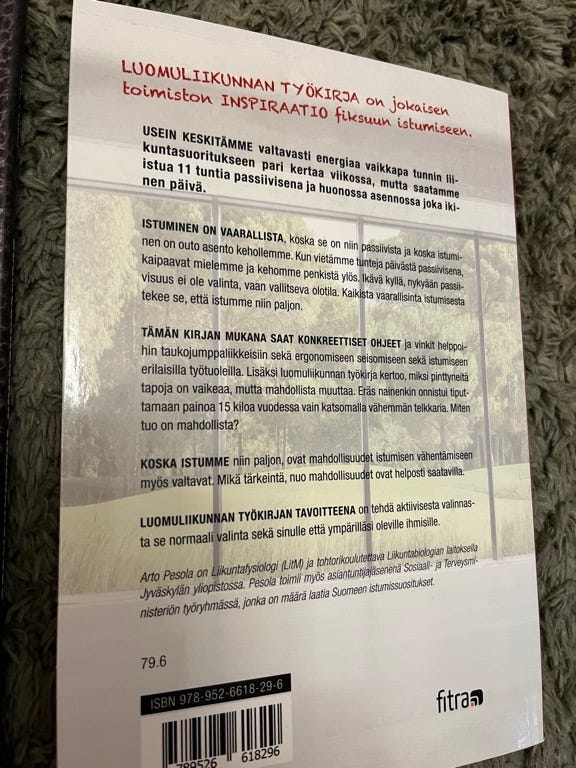 LUOMULIIKUNNAN TYÖKIRJA on jokaisen
toimiston INSPIRAATIO fiksuun istumiseen.
USEIN KESKITÄMME valtavasti energiaa vaikkapa tunnin lii-
kuntasuoritukseen pari kertaa viikossa, mutta saatamme
istua 11 tuntia passiivisena ja huonossa asennossa joka iki-
nen päivä.
ISTUMINEN ON VAARALLISTA, koska se on niin passiivista ja koska istumi-
nen on outo asento kehollemme. Kun vietämme tunteja päivästä passiivisena,
kaipaavat mielemme ja kehomme penkistä ylös. Ikävä kyllä, nykyään passii-
visuus ei ole valinta, vaan vallitseva olotila. Kaikista vaarallisinta istumisesta
tekee se, että istumme niin paljon.
TÄMÄN KIRJAN MUKANA SAAT KONKREETTISET OHJEET ja vinkit helppoi-
hin taukojumppaliikkeisiin sekä ergonomiseen seisomiseen sekä istumiseen
erilaisilla työtuoleilla. Lisäksi luomuliikunnan työkirja kertoo, miksi pinttyneitä
tapoja on vaikeaa, mutta mahdollista muuttaa. Eräs nainenkin onnistui tiput-
tamaan painoa 15 kiloa vuodessa vain katsomalla vähemmän telkkaria. Miten
tuo on mahdollista?
KOSKA ISTUMME niin paljon, ovat mahdollisuudet istumisen vähentämiseen
myös valtavat. Mikä tärkeintä, nuo mahdollisuudet ovat helposti saatavilla.
LUOMULIIKUNNAN TYÖKIRJAN TAVOITTEENA on tehdä aktiivisesta valinnas-
ta se normaali valinta sekä sinulle että ympärilläsi oleville ihmisille.
Arto Pesola on Liikuntafysiologi (LitM) ja tohtorikoulutettava Liikuntabiologian laitoksella
Jyväskylän yliopistossa. Pesola toimii myös asiantuntijajäsenenä Sosiaali- ja Terveysmi-
nisteriön työryhmässä, jonka on määrä laatia Suomeen istumissuositukset.
79.6
ISBN 978-952-6618-29-6
fitra
789526 618296